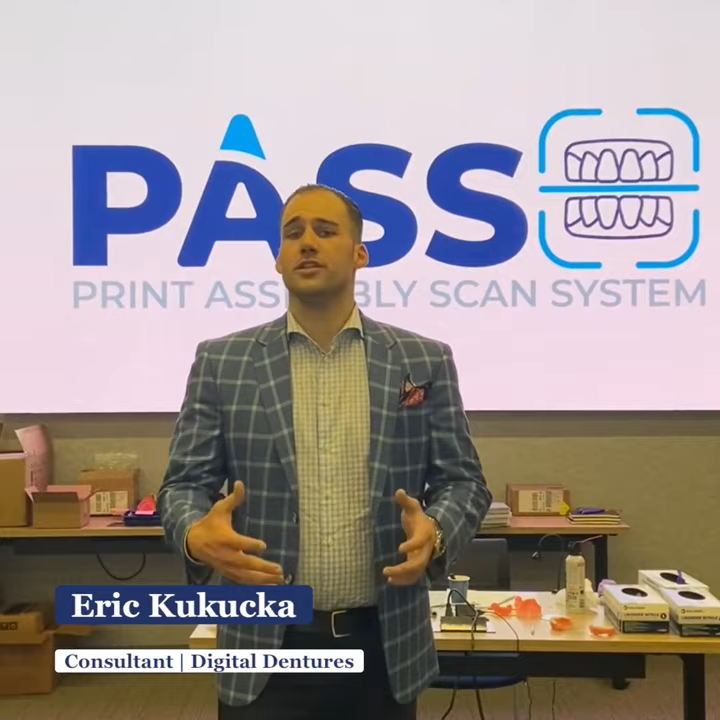 PASS
PRINT ASSEMBLY SCAN SYSTEM
Eric Kukucka
Consultant | Digital Dentures